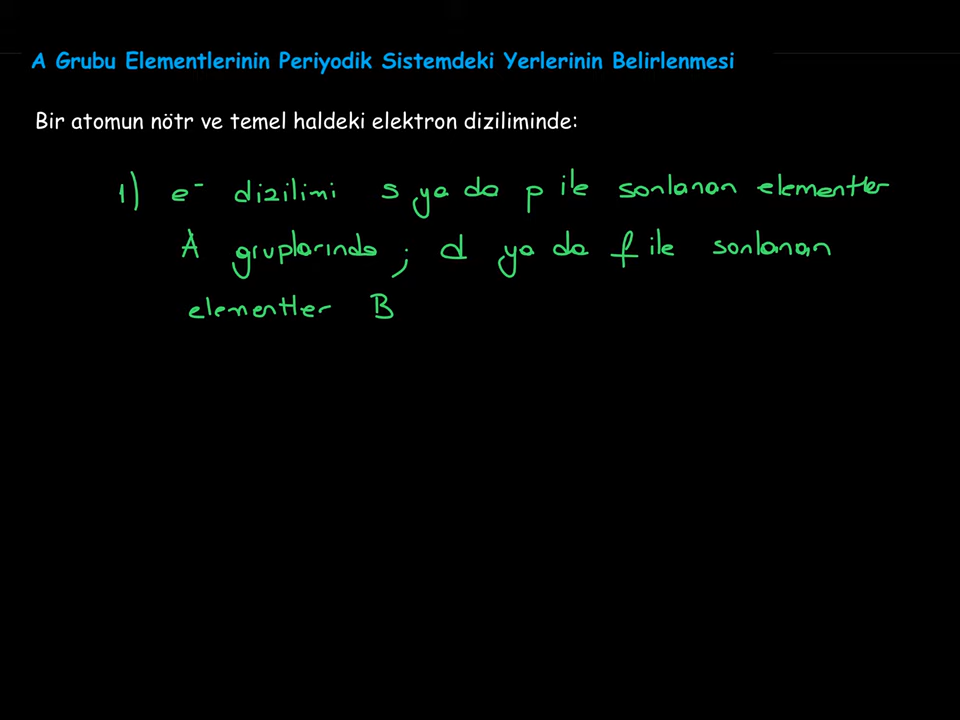 A Grubu Elementlerinin Periyodik Sistemdeki Yerlerinin Belirlenmesi
Bir atomun nötr ve temel haldeki elektron diziliminde:
1) e⁻ dizilimi s ya da p ile sonlanan elementler
A gruplarında ; d ya da f ile sonlanan
elementler B